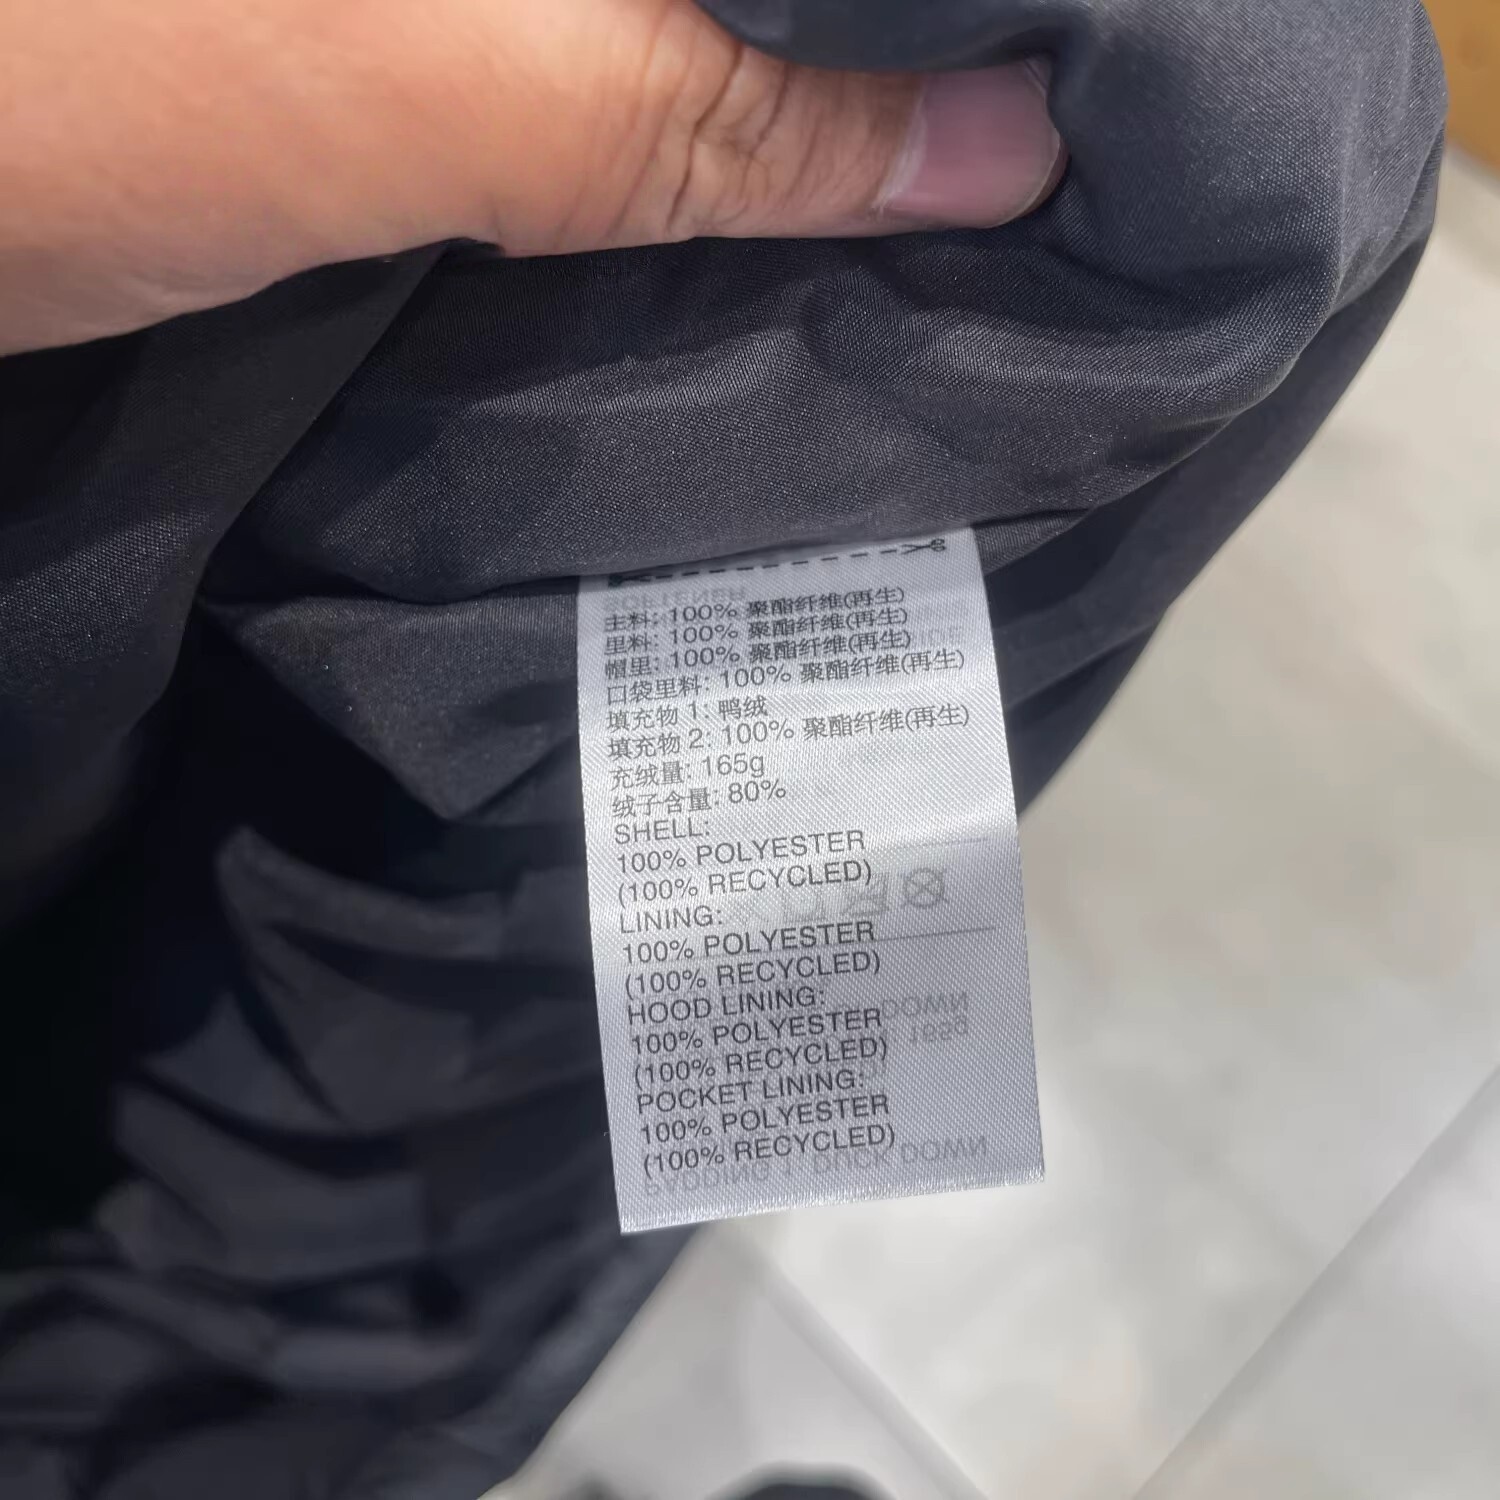 主料: 100% 聚酯纤维(再生)
里料: 100% 聚酯纤维(再生)
帽里: 100% 聚酯纤维(再生)
口袋里料: 100% 聚酯纤维(再生)
填充物 1: 鸭绒
填充物 2: 100% 聚酯纤维(再生)
充绒量: 165g
绒子含量: 80%
SHELL:
100% POLYESTER
(100% RECYCLED)
LINING:
100% POLYESTER
(100% RECYCLED)
HOOD LINING:
100% POLYESTER
(100% RECYCLED)
POCKET LINING:
100% POLYESTER
(100% RECYCLED)